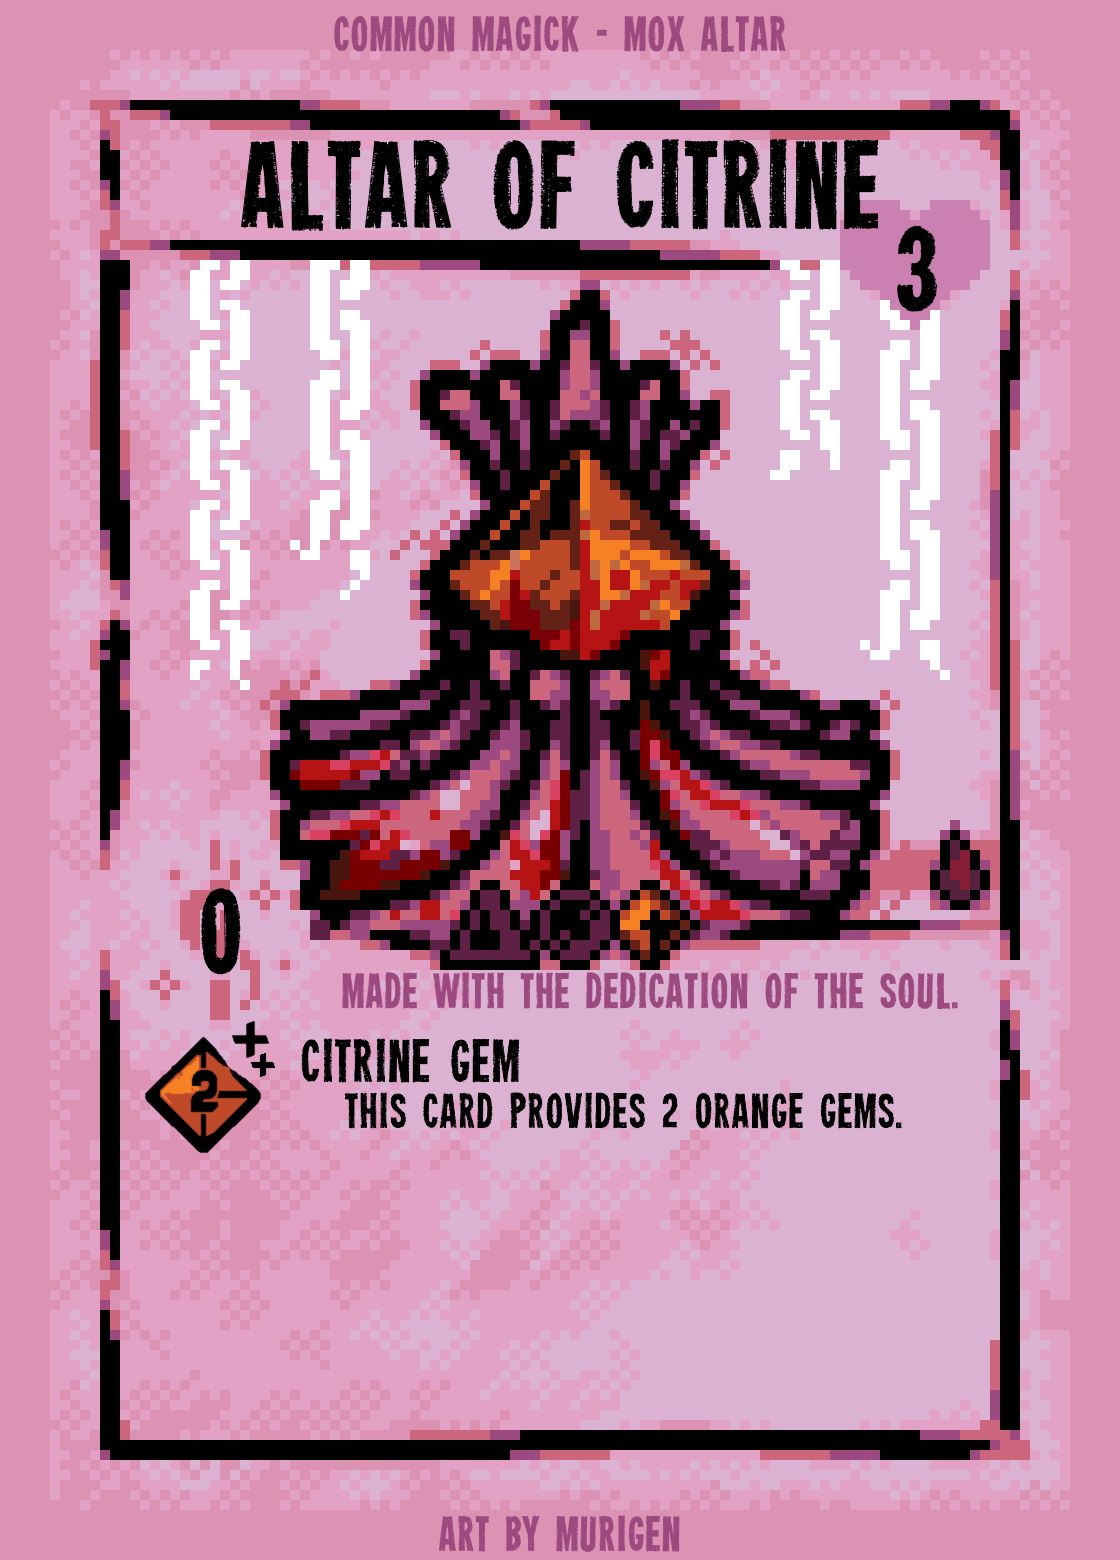 COMMON MAGICK - MOX ALTAR
ALTAR OF CITRINE
3
0
MADE WITH THE DEDICATION OF THE SOUL.
2
CITRINE GEM
THIS CARD PROVIDES 2 ORANGE GEMS.
ART BY MURIGEN